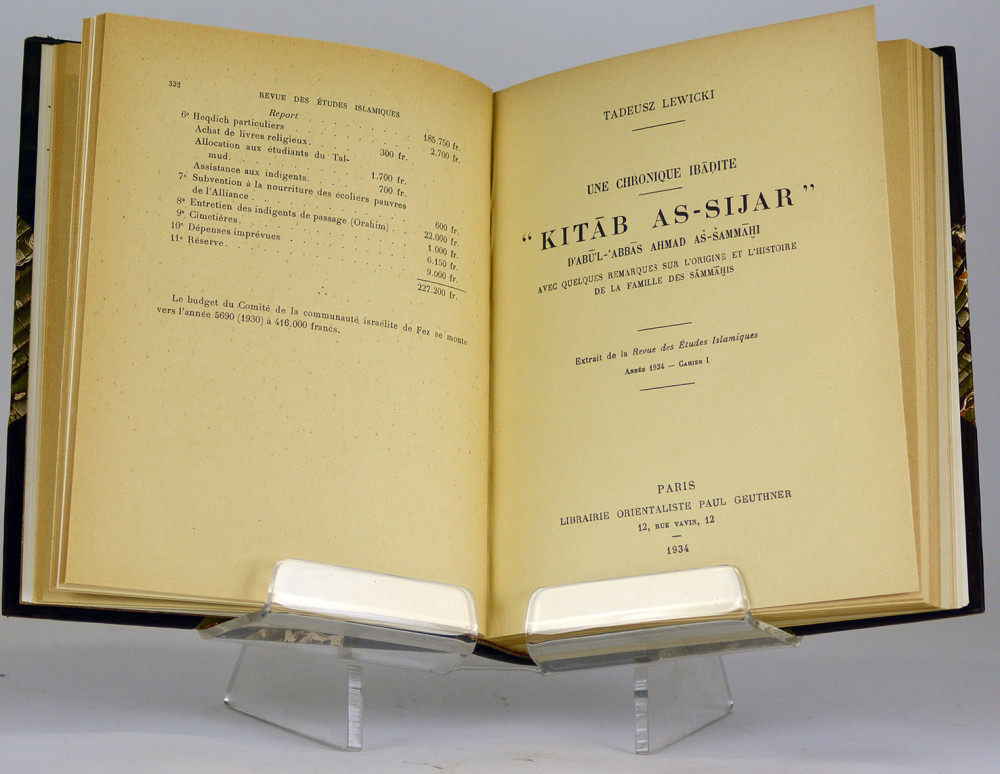 332 REVUE DES ÉTUDES ISLAMIQUES
Report . . . . . . . . 185.750 fr.
6° Heqdich particuliers . . . . . . . . 2.700 fr.
Achat de livres religieux. . . . . 300 fr.
Allocation aux étudiants du Tal-
mud. . . . . . . . 1.700 fr.
Assistance aux indigents. . . . . 700 fr.
7° Subvention à la nourriture des écoliers pauvres
de l'Alliance . . . . . . . . 600 fr.
8° Entretien des indigents de passage (Orahim) . . 22.000 fr.
9° Cimetières. . . . . . . . 1.000 fr.
10° Dépenses imprévues . . . . . . . . 6.150 fr.
11° Réserve. . . . . . . . 9.000 fr.
227.200 fr.
Le budget du Comité de la communauté israélite de Fez se monte
vers l'année 5690 (1930) à 416.000 francs.
TADEUSZ LEWICKI
UNE CHRONIQUE IBĀḌITE
“KITĀB AS-SIJAR”
D'ABŪ'L-'ABBĀS AHMAD AŠ-ŠAMMĀḪI
AVEC QUELQUES REMARQUES SUR L'ORIGINE ET L'HISTOIRE
DE LA FAMILLE DES ŠAMMĀḪIS
Extrait de la Revue des Études Islamiques
ANNÉE 1934 — CAHIER I
PARIS
LIBRAIRIE ORIENTALISTE PAUL GEUTHNER
12, RUE VAVIN, 12
1934